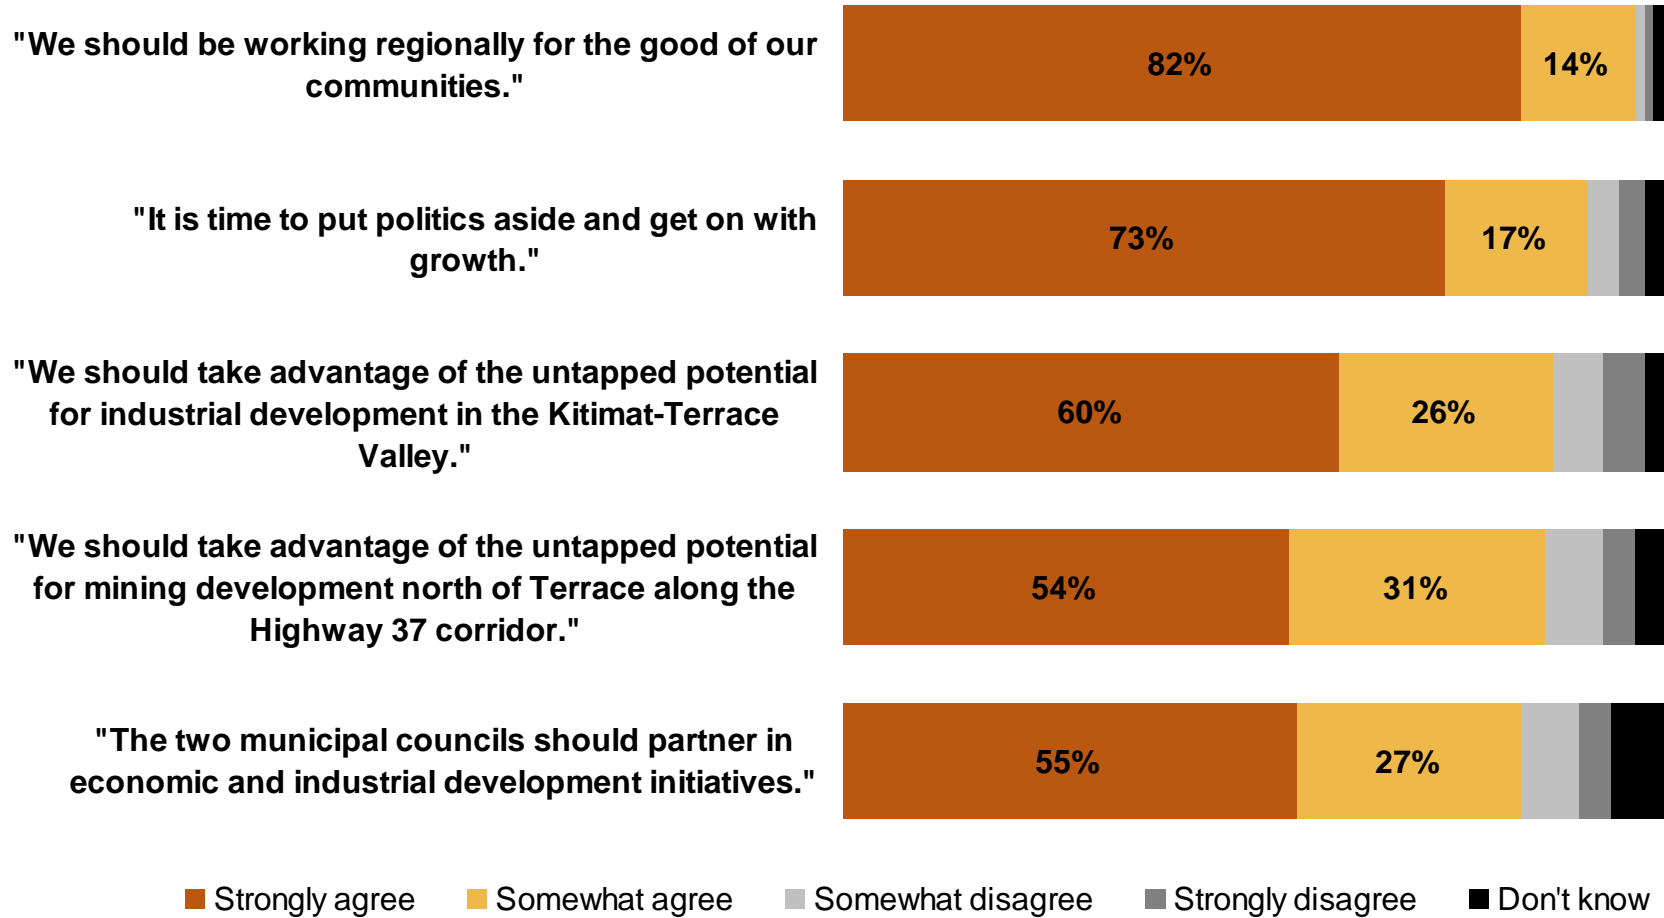 "We should be working regionally for the good of our
communities."
82%
14%
"It is time to put politics aside and get on with
growth."
73%
17%
"We should take advantage of the untapped potential
for industrial development in the Kitimat-Terrace
Valley."
60%
26%
"We should take advantage of the untapped potential
for mining development north of Terrace along the
Highway 37 corridor."
54%
31%
"The two municipal councils should partner in
economic and industrial development initiatives."
55%
27%
Strongly agree
Somewhat agree
Somewhat disagree
Strongly disagree
Don't know